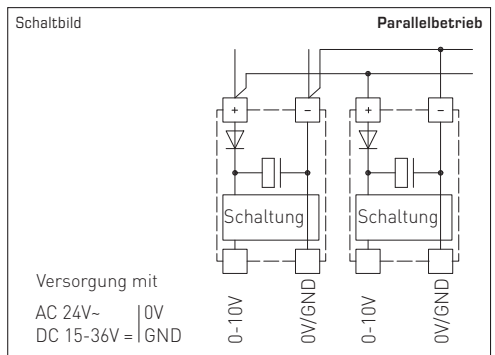 Schaltbild
Parallelbetrieb
+ − + −
Schaltung Schaltung
Versorgung mit
AC 24V~ | 0V
DC 15-36V = | GND
0-10V
0V/GND
0-10V
0V/GND